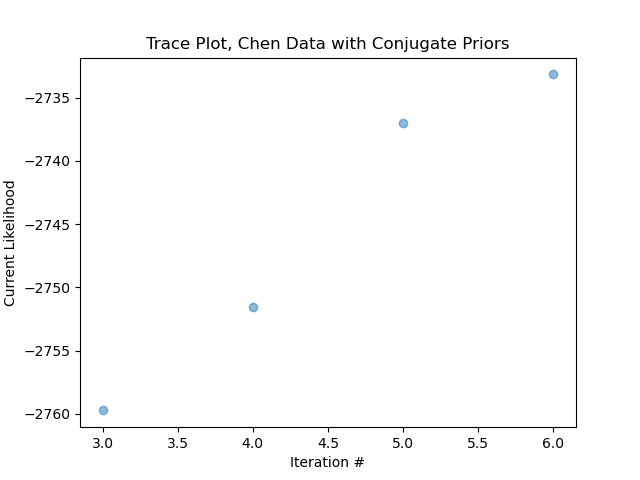 Trace Plot, Chen Data with Conjugate Priors
Current Likelihood
−2735
−2740
−2745
−2750
−2755
−2760
3.0 3.5 4.0 4.5 5.0 5.5 6.0
Iteration #